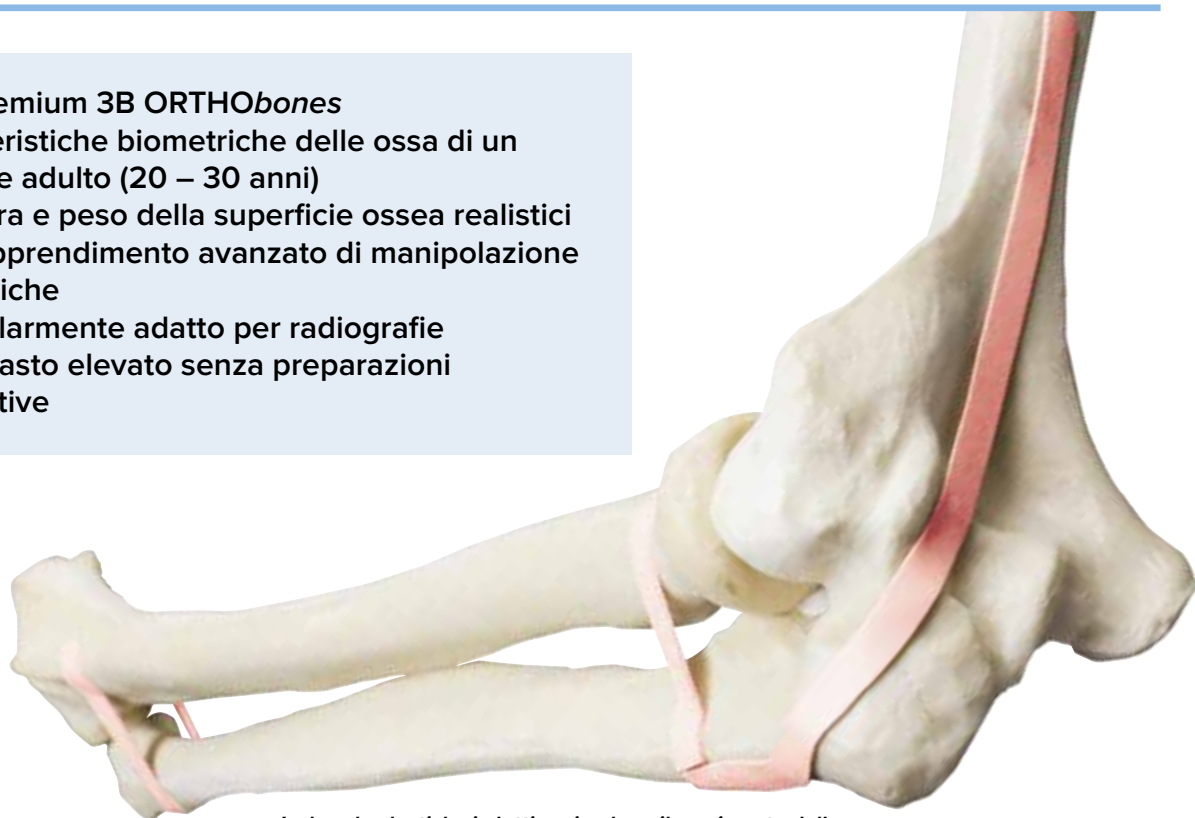 emium 3B ORTHObones
eristiche biometriche delle ossa di un
e adulto (20 – 30 anni)
ra e peso della superficie ossea realistici
pprendimento avanzato di manipolazione
iche
larmente adatto per radiografie
asto elevato senza preparazioni
tive